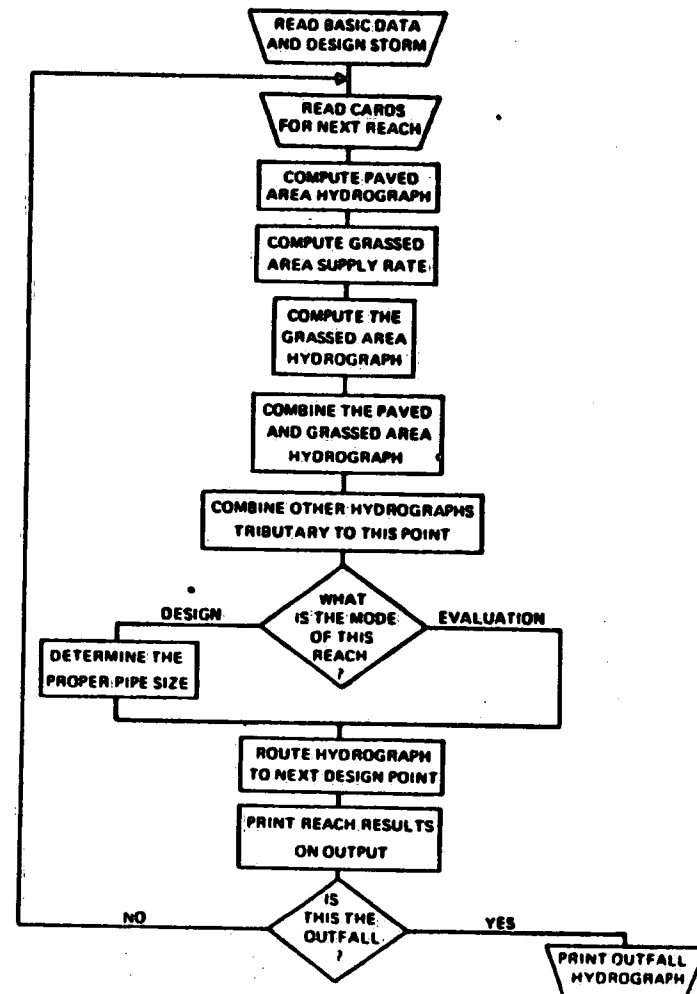 READ BASIC DATA
AND DESIGN STORM
READ CARDS
FOR NEXT REACH
COMPUTE PAVED
AREA HYDROGRAPH
COMPUTE GRASSED
AREA SUPPLY RATE
COMPUTE THE
GRASSED AREA
HYDROGRAPH
COMBINE THE PAVED
AND GRASSED AREA
HYDROGRAPH
COMBINE OTHER HYDROGRAPHS
TRIBUTARY TO THIS POINT
WHAT
IS THE MODE
OF THIS
REACH
?
DESIGN
EVALUATION
DETERMINE THE
PROPER PIPE SIZE
ROUTE HYDROGRAPH
TO NEXT DESIGN POINT
PRINT REACH RESULTS
ON OUTPUT
IS
THIS THE
OUTFALL
?
NO
YES
PRINT OUTFALL
HYDROGRAPH